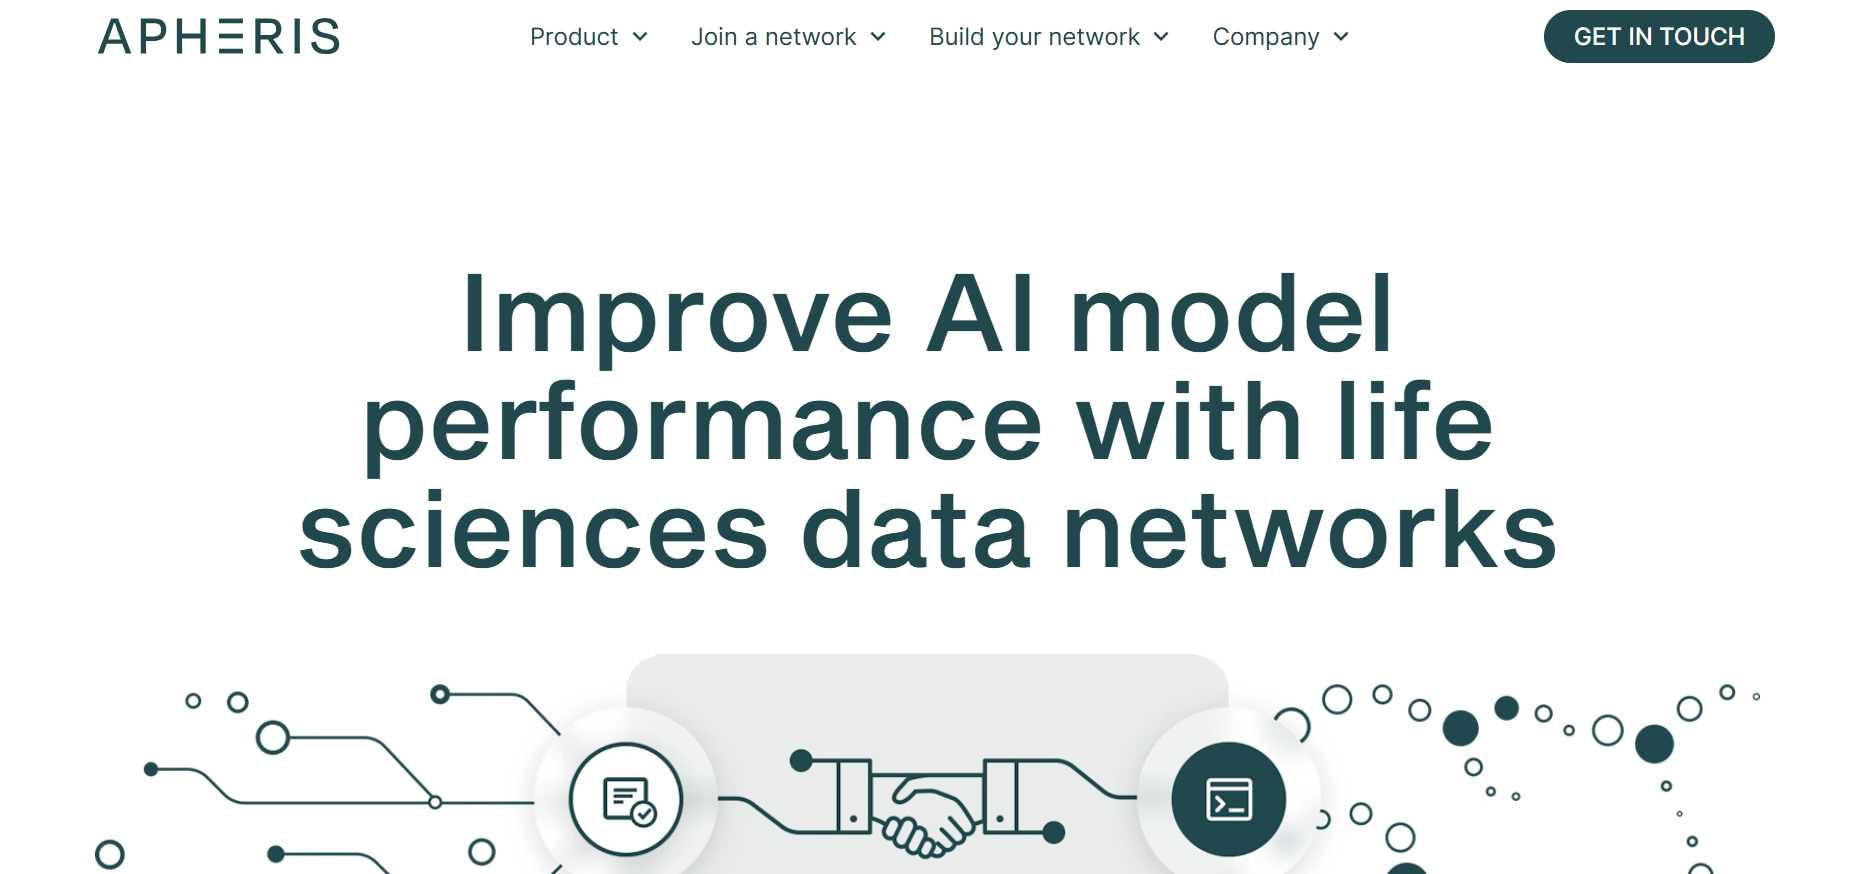 APHERIS
Product
Join a network
Build your network
Company
GET IN TOUCH
Improve AI model
performance with life
sciences data networks